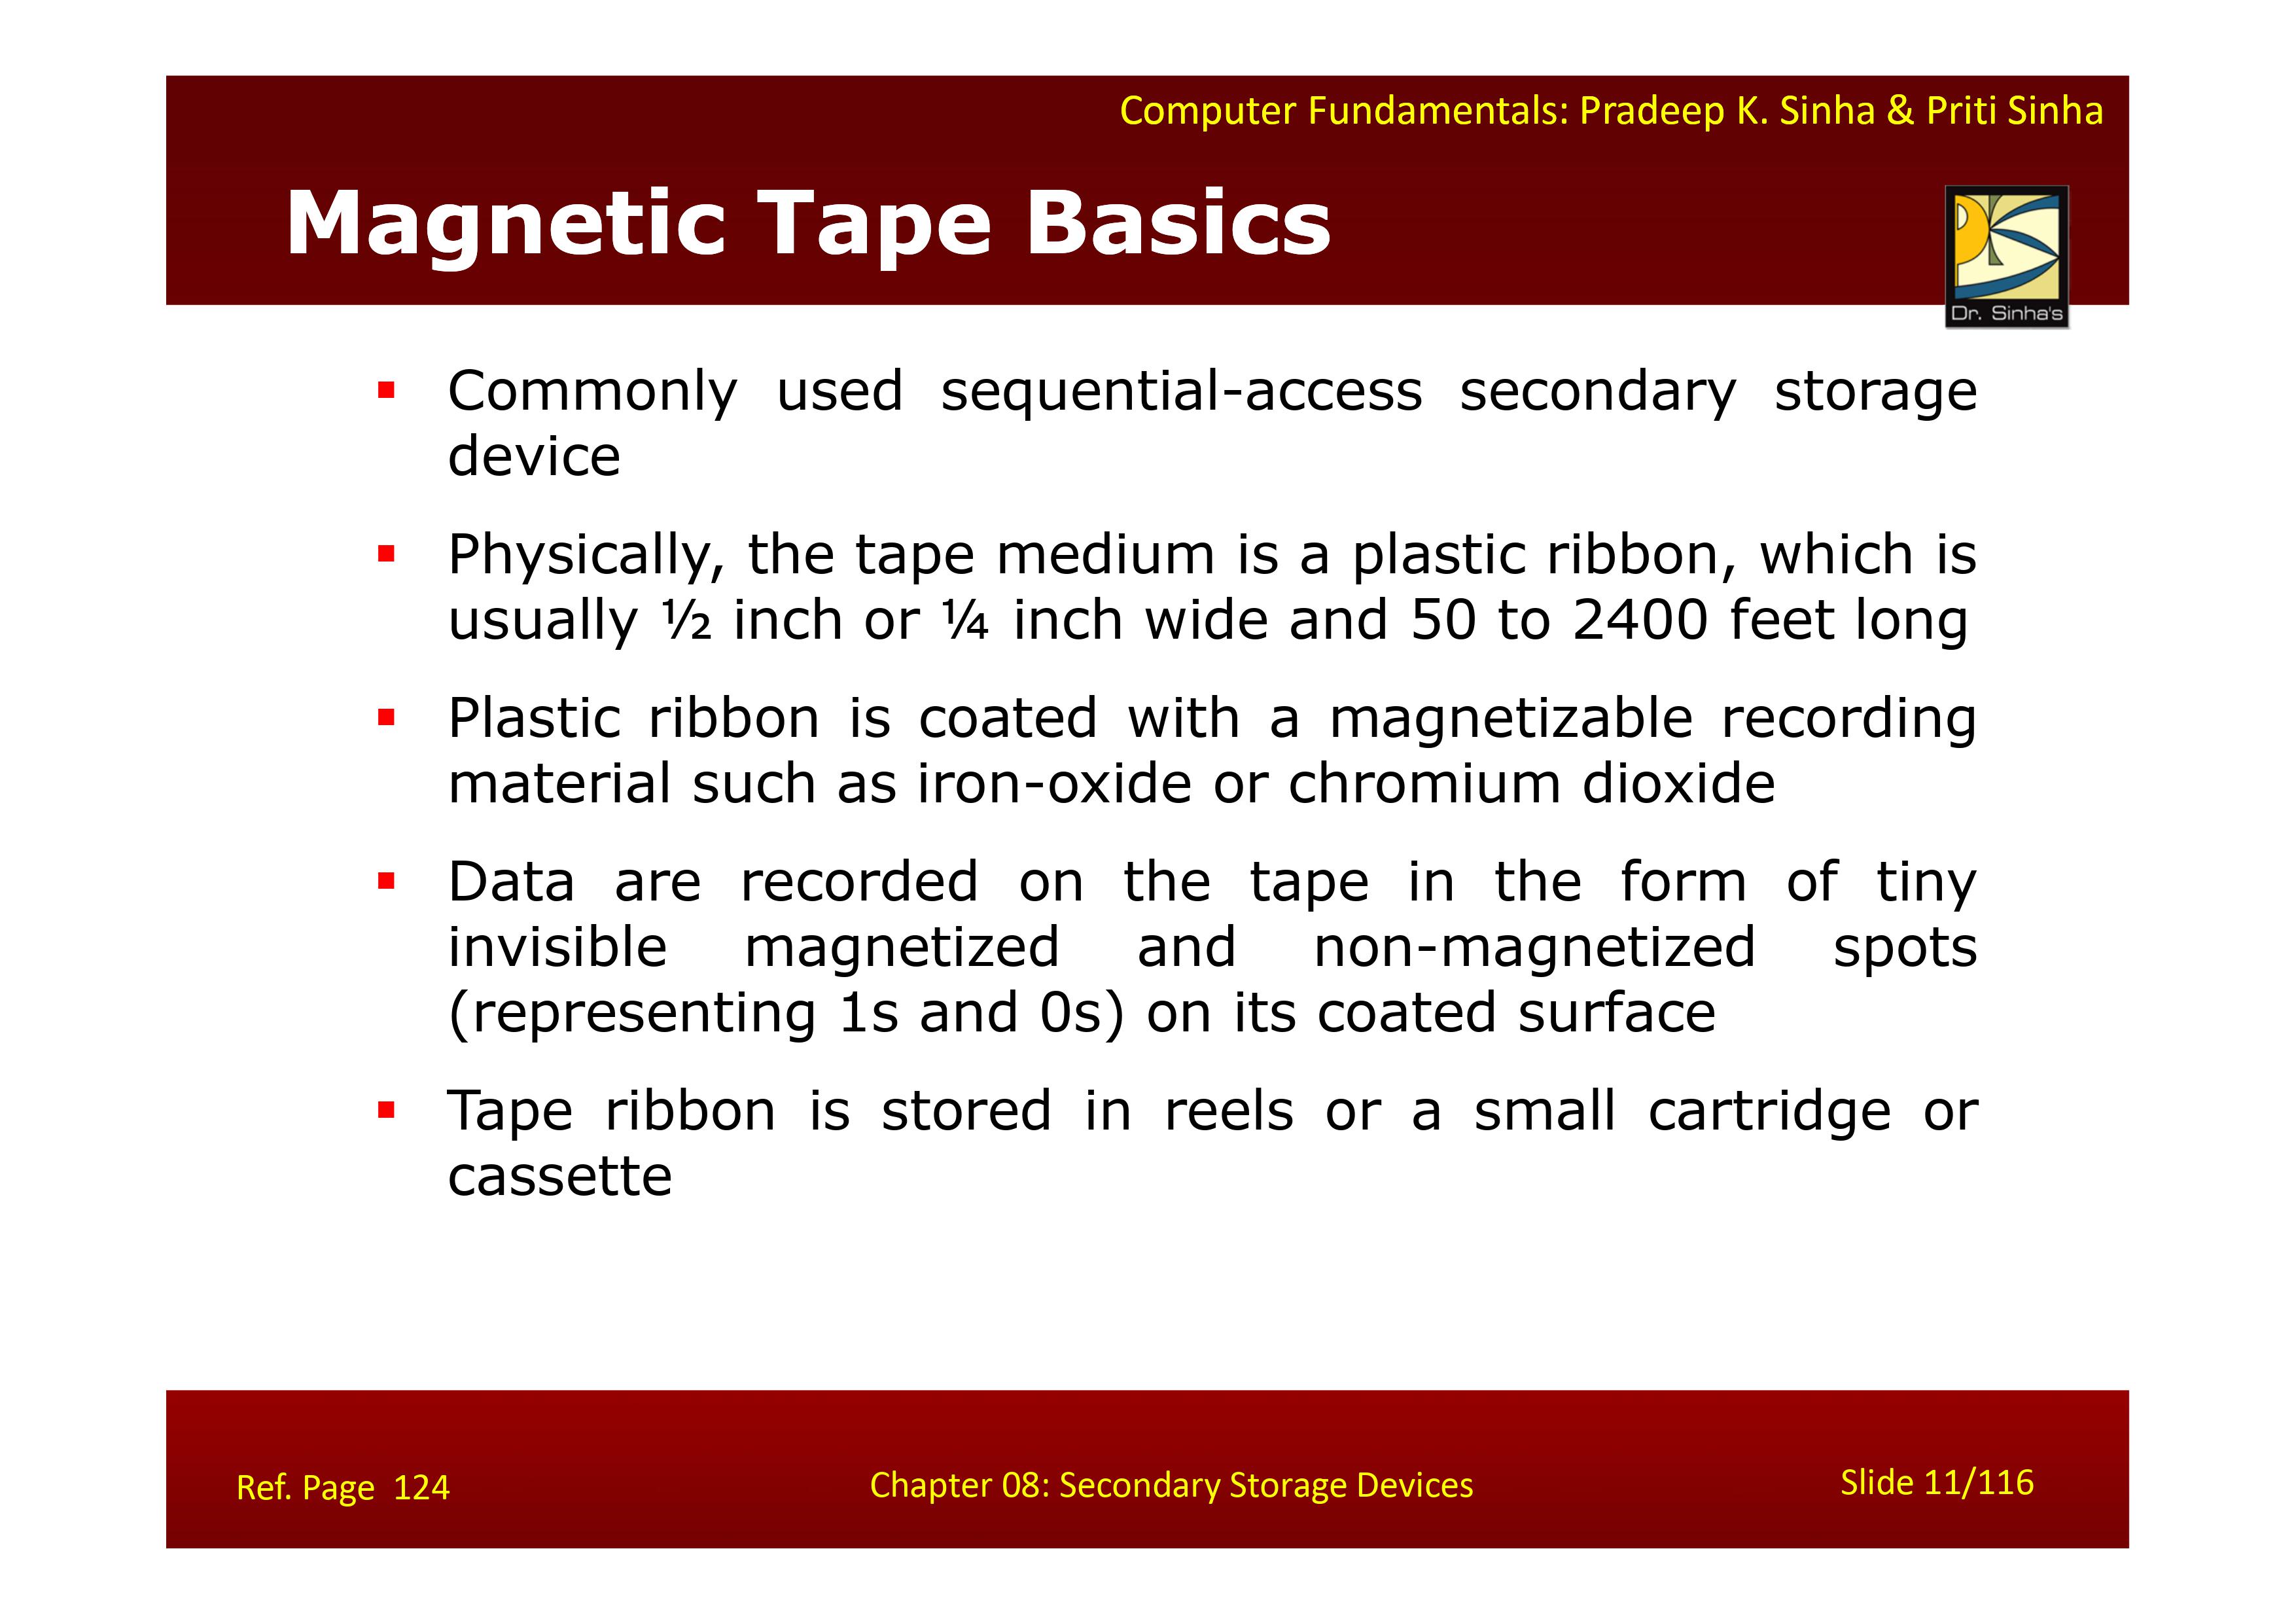 Computer Fundamentals: Pradeep K. Sinha & Priti Sinha
Magnetic Tape Basics
Dr. Sinha's
▪ Commonly used sequential-access secondary storage
device
▪ Physically, the tape medium is a plastic ribbon, which is
usually ½ inch or ¼ inch wide and 50 to 2400 feet long
▪ Plastic ribbon is coated with a magnetizable recording
material such as iron-oxide or chromium dioxide
▪ Data are recorded on the tape in the form of tiny
invisible magnetized and non-magnetized spots
(representing 1s and 0s) on its coated surface
▪ Tape ribbon is stored in reels or a small cartridge or
cassette
Ref. Page 124
Chapter 08: Secondary Storage Devices
Slide 11/116